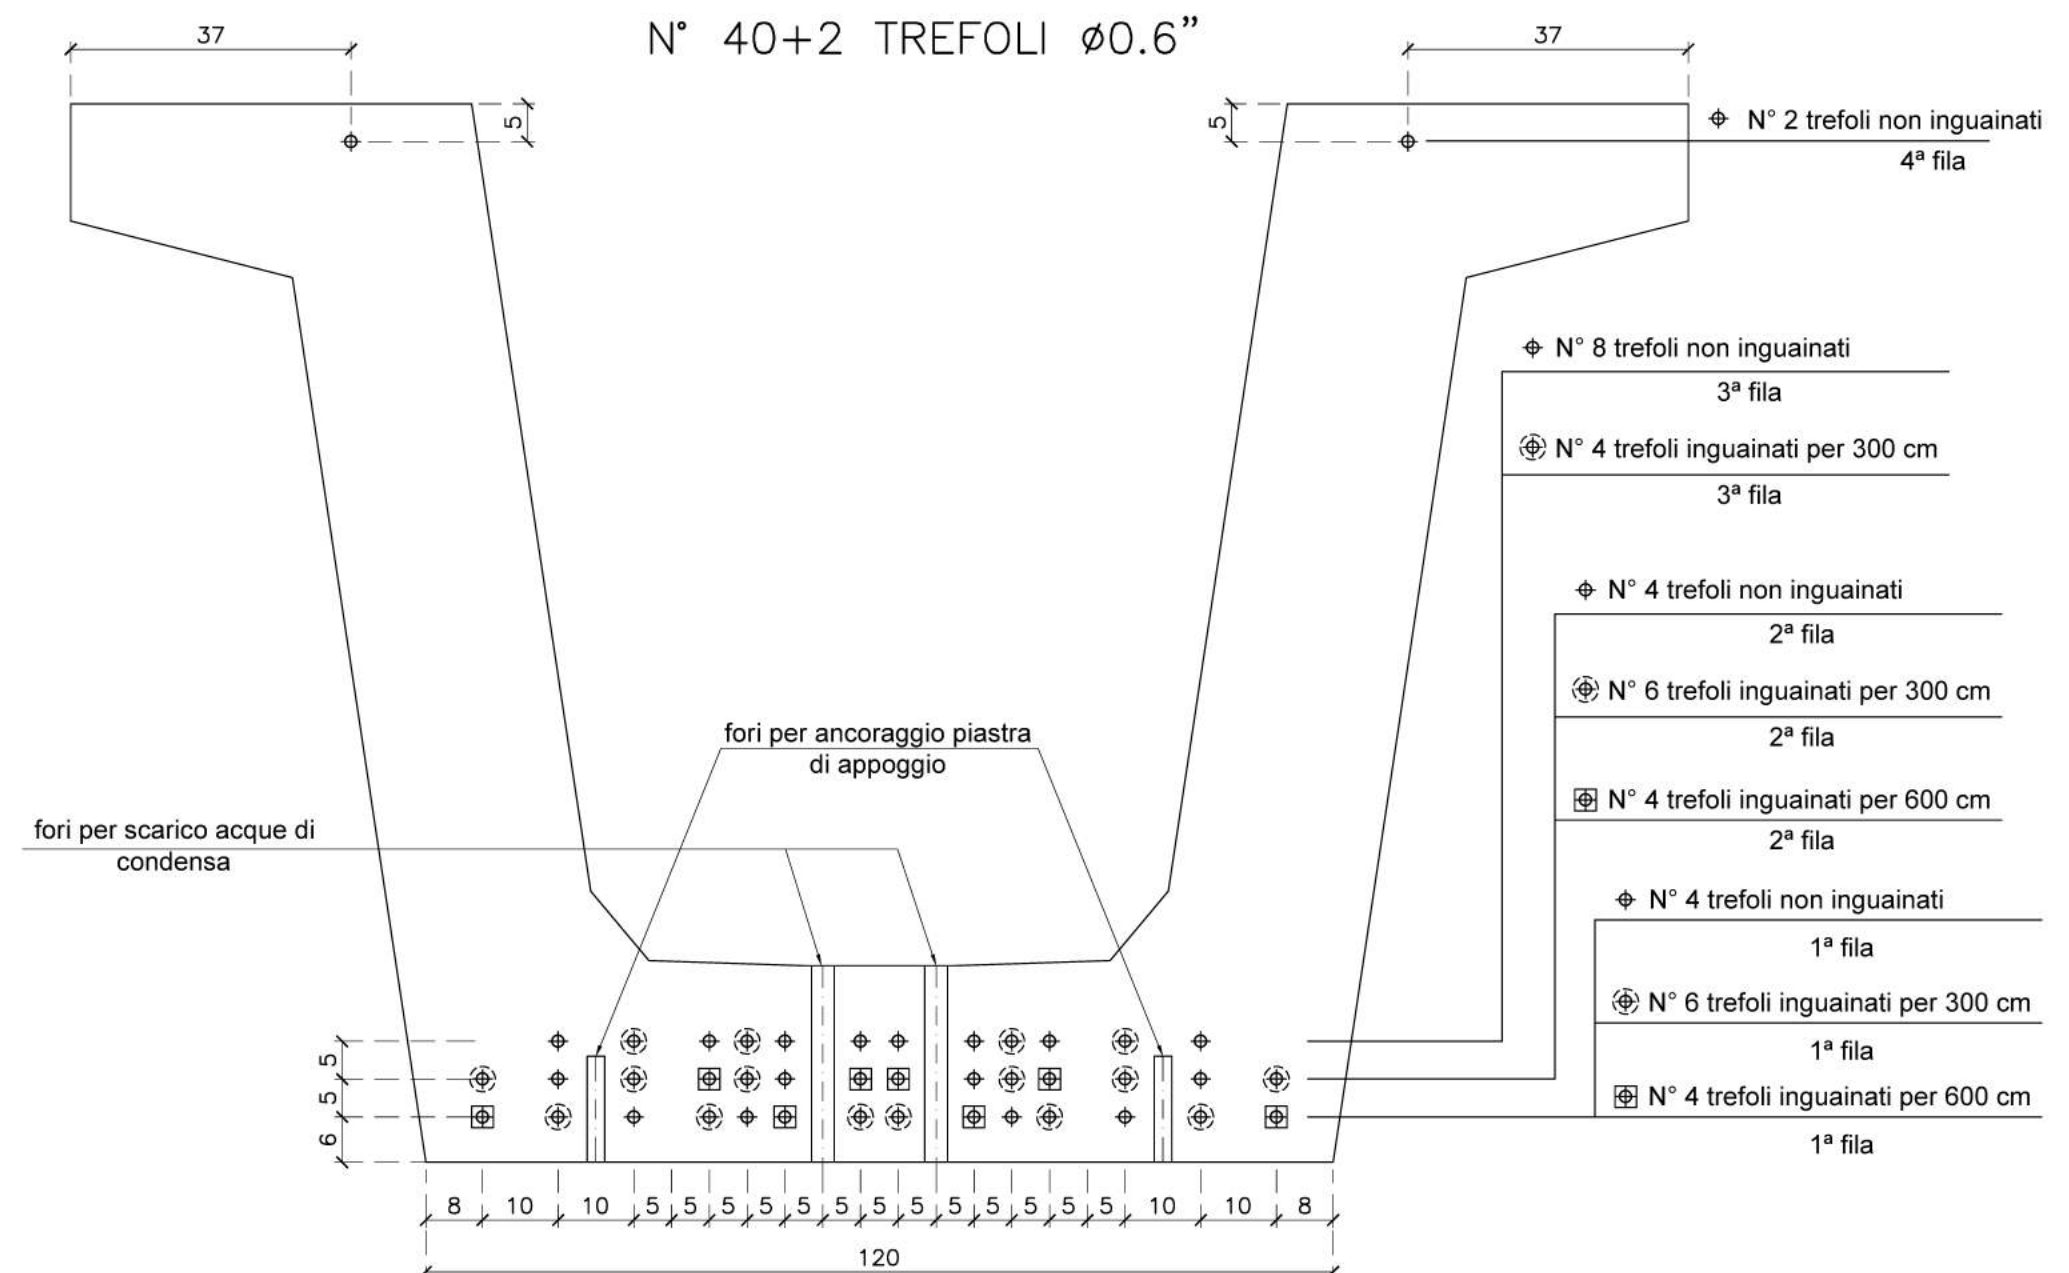 N° 40+2 TREFOLI ø0.6”
37
37
5
5
N° 2 trefoli non inguainati
4ª fila
N° 8 trefoli non inguainati
3ª fila
N° 4 trefoli inguainati per 300 cm
3ª fila
N° 4 trefoli non inguainati
2ª fila
N° 6 trefoli inguainati per 300 cm
2ª fila
N° 4 trefoli inguainati per 600 cm
2ª fila
fori per ancoraggio piastra
di appoggio
fori per scarico acque di
condensa
N° 4 trefoli non inguainati
1ª fila
N° 6 trefoli inguainati per 300 cm
1ª fila
N° 4 trefoli inguainati per 600 cm
1ª fila
5
5
6
8 10 10 5 5 5 5 5 5 5 5 5 5 5 5 5 10 10 8
120